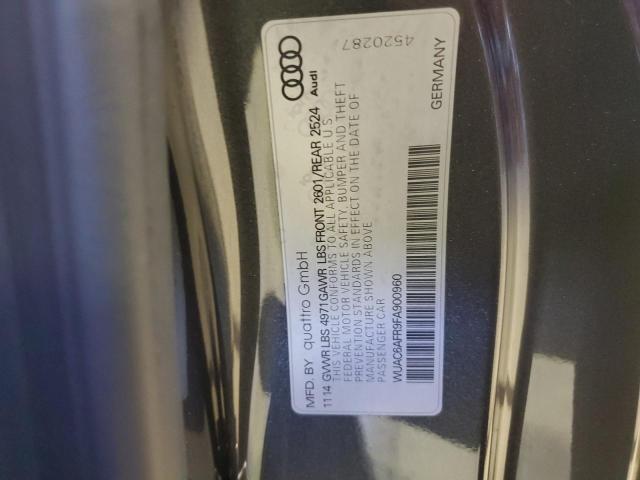 MFD. BY quattro GmbH
11 14 GVWR LBS 4971 GAWR LBS FRONT 2601/REAR 2524
THIS VEHICLE CONFORMS TO ALL APPLICABLE U S
FEDERAL MOTOR VEHICLE SAFETY, BUMPER AND THEFT
PREVENTION STANDARDS IN EFFECT ON THE DATE OF
MANUFACTURE SHOWN ABOVE
PASSENGER CAR
WUAC6AFR9FA900960
4520287
Audi
GERMANY